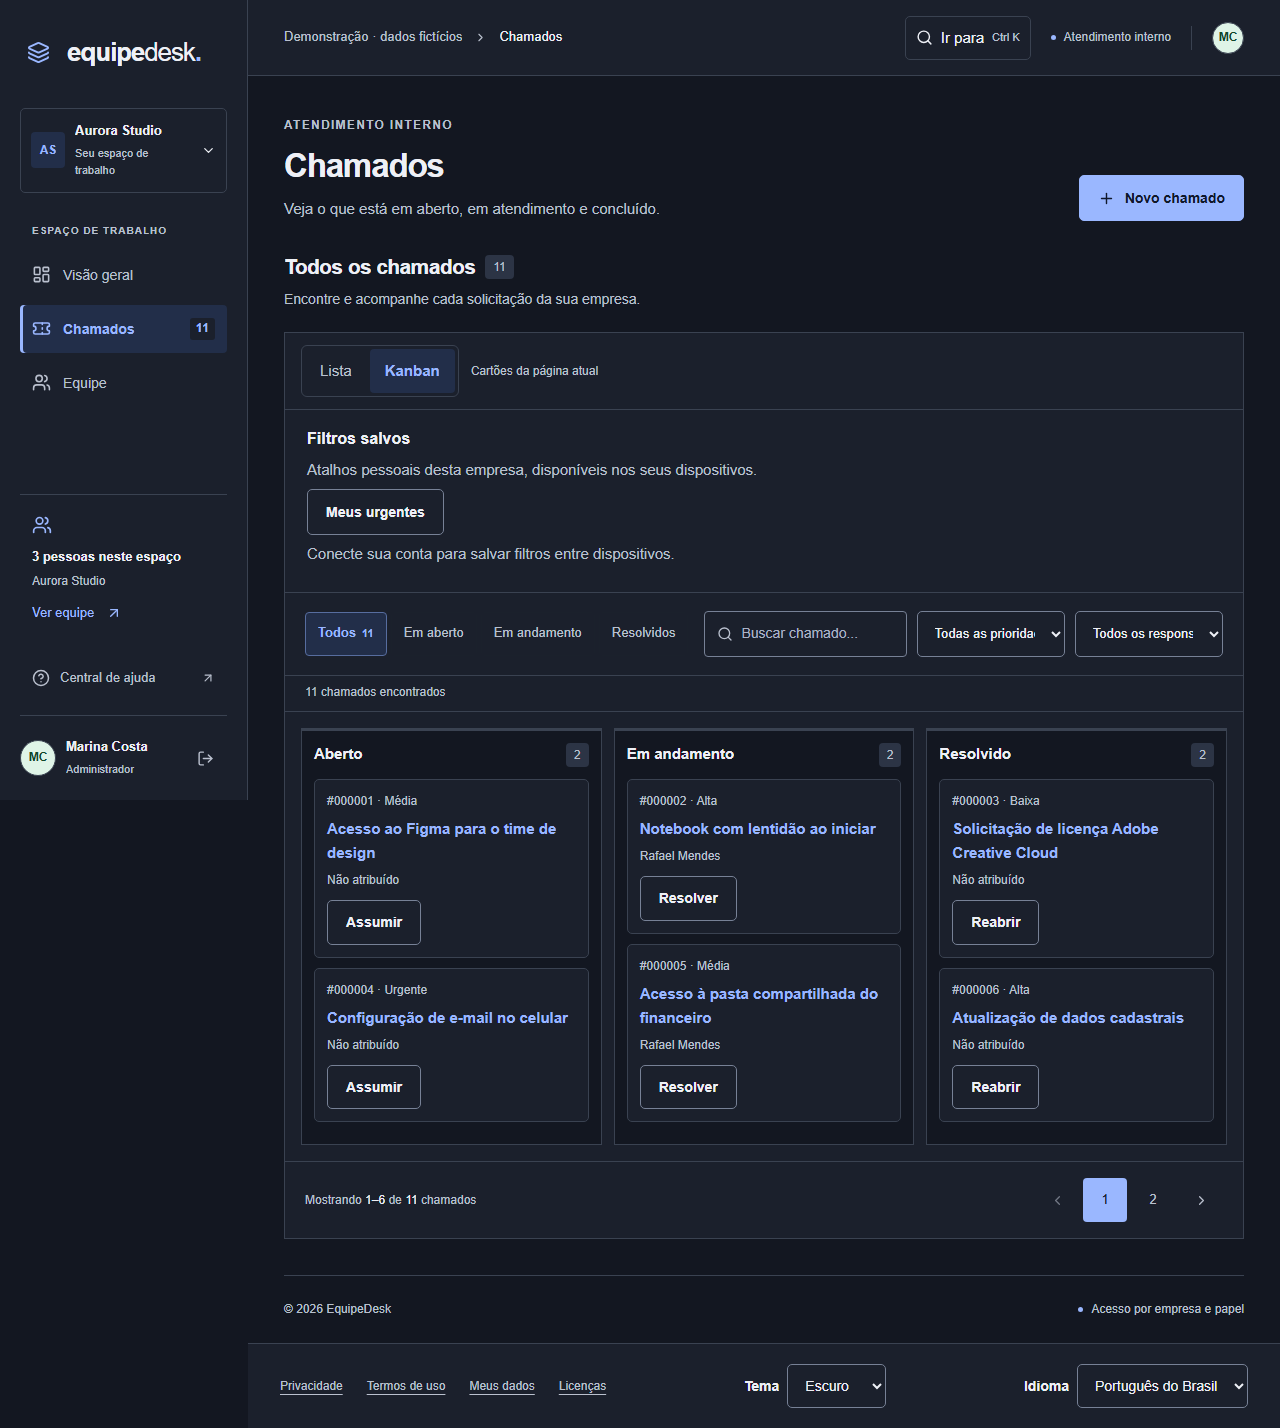 equipedesk.
AS
Aurora Studio
Seu espaço de
trabalho
ESPAÇO DE TRABALHO
Visão geral
Chamados 11
Equipe
3 pessoas neste espaço
Aurora Studio
Ver equipe
Central de ajuda
MC
Marina Costa
Administrador
Demonstração · dados fictícios
Chamados
Ir para Ctrl K
Atendimento interno
MC
ATENDIMENTO INTERNO
Chamados
Veja o que está em aberto, em atendimento e concluído.
Novo chamado
Todos os chamados 11
Encontre e acompanhe cada solicitação da sua empresa.
Lista
Kanban
Cartões da página atual
Filtros salvos
Atalhos pessoais desta empresa, disponíveis nos seus dispositivos.
Meus urgentes
Conecte sua conta para salvar filtros entre dispositivos.
Todos 11
Em aberto
Em andamento
Resolvidos
Buscar chamado...
Todas as priorida
Todos os respons
11 chamados encontrados
Aberto 2
#000001 · Média
Acesso ao Figma para o time de
design
Não atribuído
Assumir
#000004 · Urgente
Configuração de e-mail no celular
Não atribuído
Assumir
Em andamento 2
#000002 · Alta
Notebook com lentidão ao iniciar
Rafael Mendes
Resolver
#000005 · Média
Acesso à pasta compartilhada do
financeiro
Rafael Mendes
Resolver
Resolvido 2
#000003 · Baixa
Solicitação de licença Adobe
Creative Cloud
Não atribuído
Reabrir
#000006 · Alta
Atualização de dados cadastrais
Não atribuído
Reabrir
Mostrando 1–6 de 11 chamados
1
2
© 2026 EquipeDesk
Acesso por empresa e papel
Privacidade
Termos de uso
Meus dados
Licenças
Tema
Escuro
Idioma
Português do Brasil